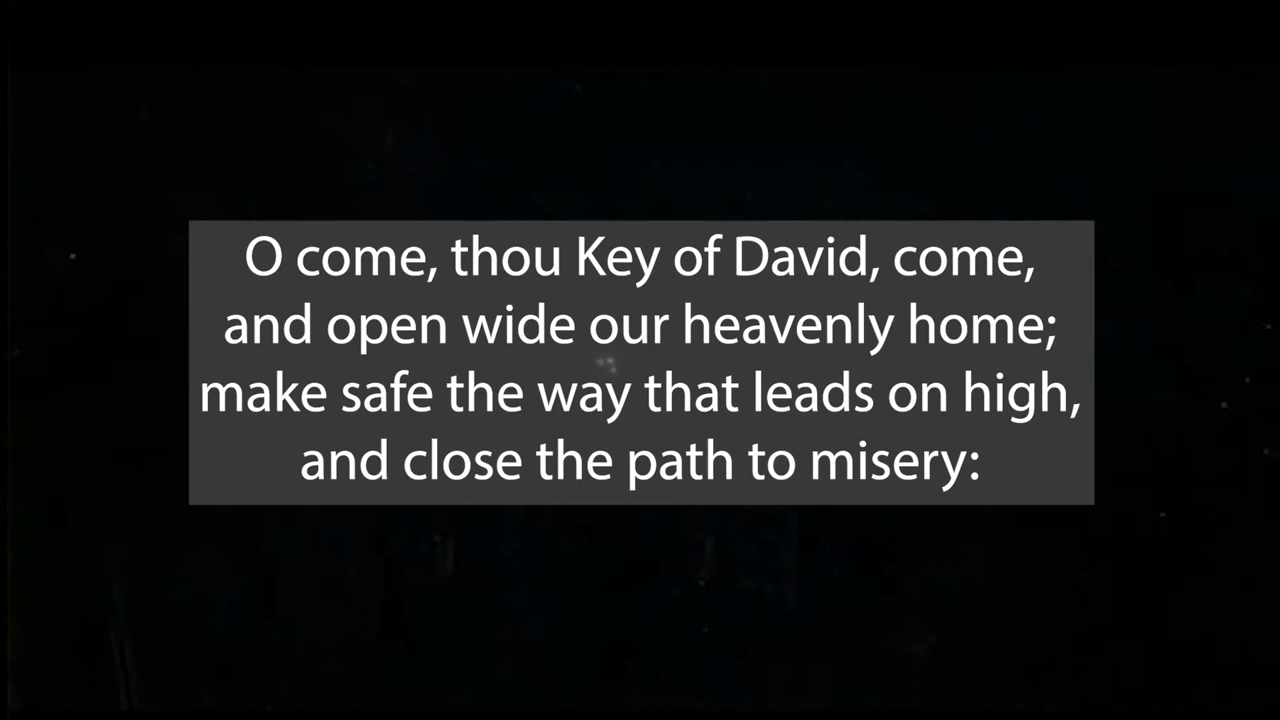 O come, thou Key of David, come,
and open wide our heavenly home;
make safe the way that leads on high,
and close the path to misery: